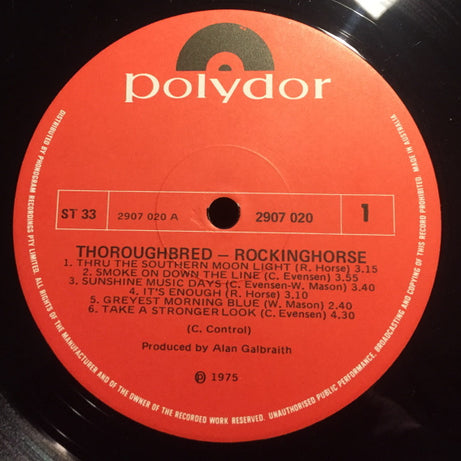 polydor
ST 33
2907 020 A
2907 020
1
THOROUGHBRED – ROCKINGHORSE
1. THRU THE SOUTHERN MOON LIGHT (R. Horse) 3.15
2. SMOKE ON DOWN THE LINE (C. Evensen) 3.55
3. SUNSHINE MUSIC DAYS (C. Evensen-W. Mason) 3.40
4. IT'S ENOUGH (R. Horse) 3.10
5. GREYEST MORNING BLUE (W. Mason) 2.40
6. TAKE A STRONGER LOOK (C. Evensen) 4.30
(C. Control)
Produced by Alan Galbraith
℗ 1975
DISTRIBUTED BY PHONOGRAM RECORDINGS PTY LIMITED. ALL RIGHTS OF THE MANUFACTURER AND OF THE OWNER OF THE RECORDED WORK RESERVED. UNAUTHORISED PUBLIC PERFORMANCE, BROADCASTING AND COPYING OF THIS RECORD PROHIBITED. MADE IN AUSTRALIA